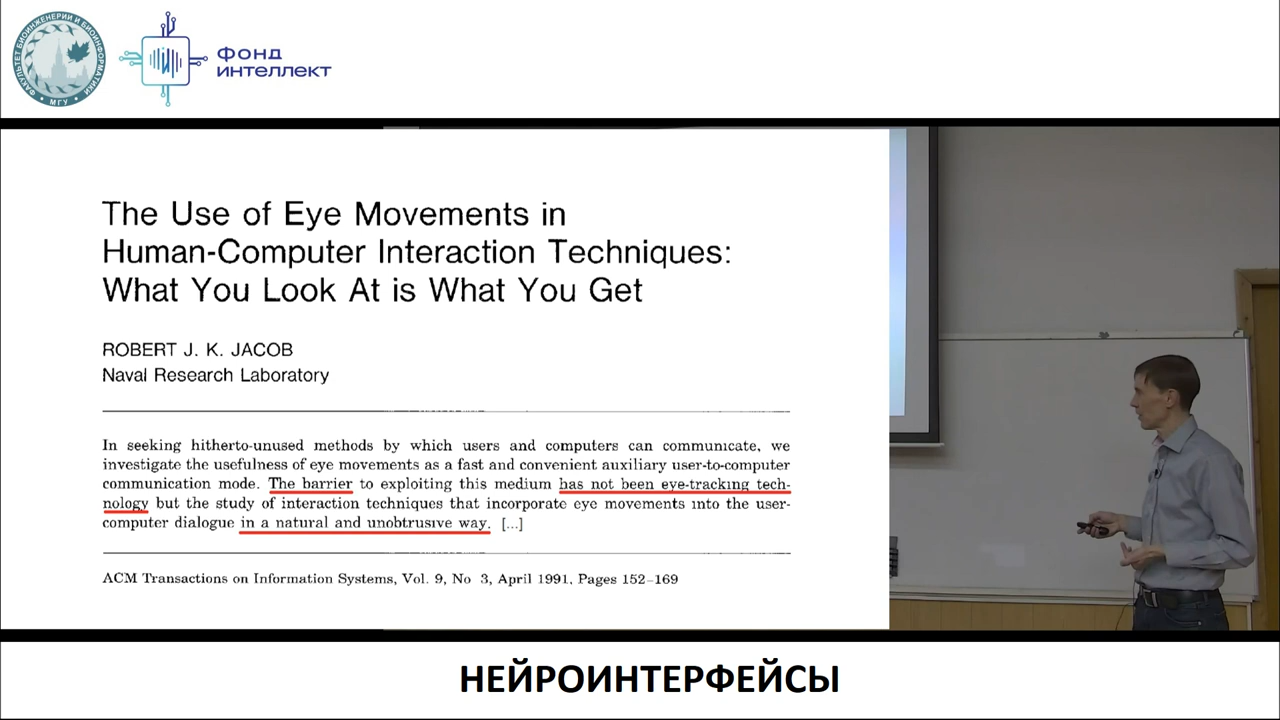 ФАКУЛЬТЕТ БИОИНЖЕНЕРИИ И БИОИНФОРМАТИКИ
• МГУ •
ФОНД
ИНТЕЛЛЕКТ
The Use of Eye Movements in
Human-Computer Interaction Techniques:
What You Look At is What You Get
ROBERT J. K. JACOB
Naval Research Laboratory
In seeking hitherto-unused methods by which users and computers can communicate, we
investigate the usefulness of eye movements as a fast and convenient auxiliary user-to-computer
communication mode. The barrier to exploiting this medium has not been eye-tracking tech-
nology but the study of interaction techniques that incorporate eye movements into the user-
computer dialogue in a natural and unobtrusive way. [...]
ACM Transactions on Information Systems, Vol. 9, No 3, April 1991, Pages 152–169
НЕЙРОИНТЕРФЕЙСЫ